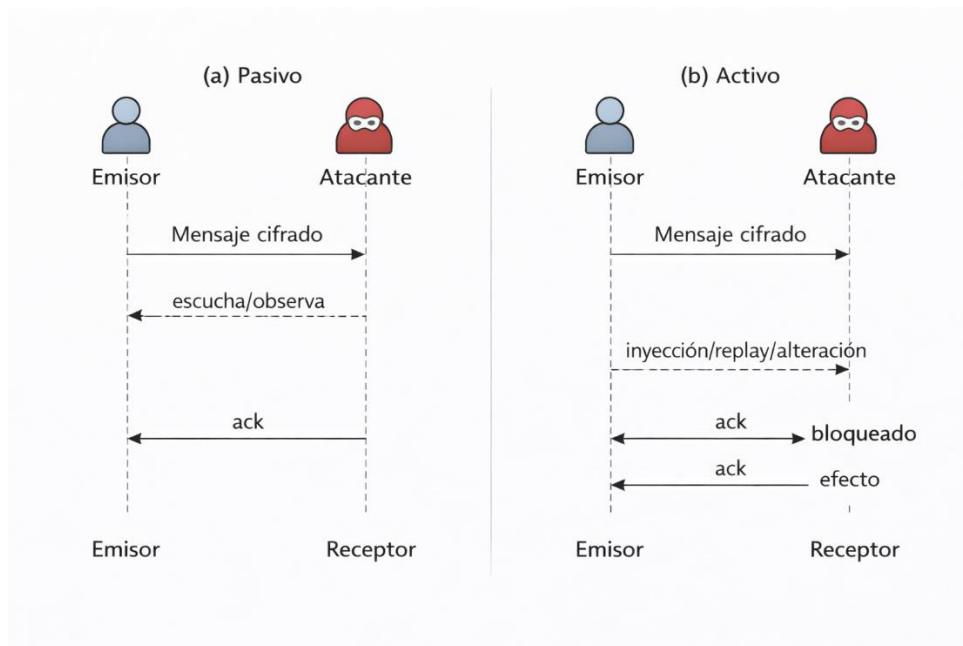 (a) Pasivo
Emisor
Atacante
Mensaje cifrado
escucha/observa
ack
Emisor
Receptor
(b) Activo
Emisor
Atacante
Mensaje cifrado
inyección/replay/alteración
ack
bloqueado
ack
efecto
Emisor
Receptor